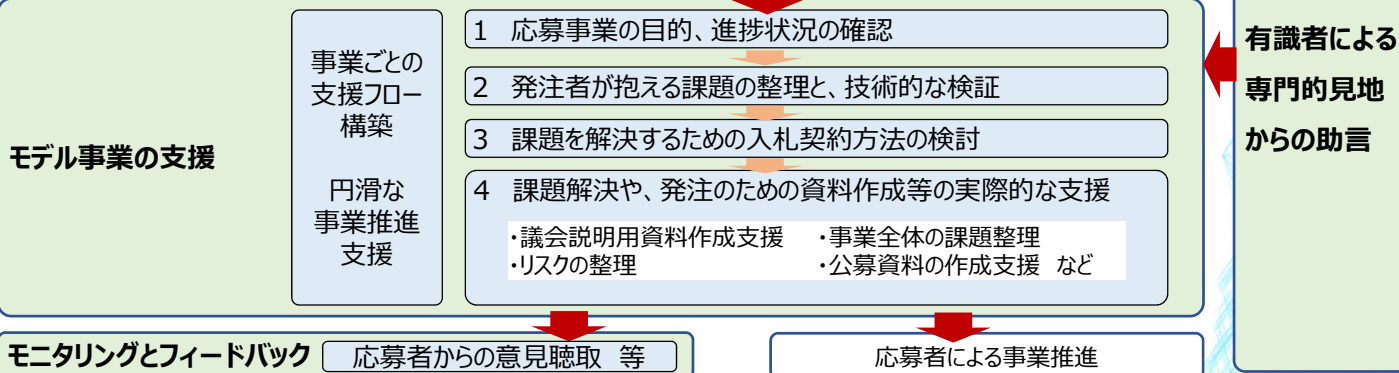 モデル事業の支援
事業ごとの
支援フロー
構築
円滑な
事業推進
支援
1 応募事業の目的、進捗状況の確認
2 発注者が抱える課題の整理と、技術的な検証
3 課題を解決するための入札契約方法の検討
4 課題解決や、発注のための資料作成等の実際的な支援
・議会説明用資料作成支援 ・事業全体の課題整理
・リスクの整理 ・公募資料の作成支援 など
有識者による
専門的見地
からの助言
モニタリングとフィードバック 応募者からの意見聴取 等
応募者による事業推進